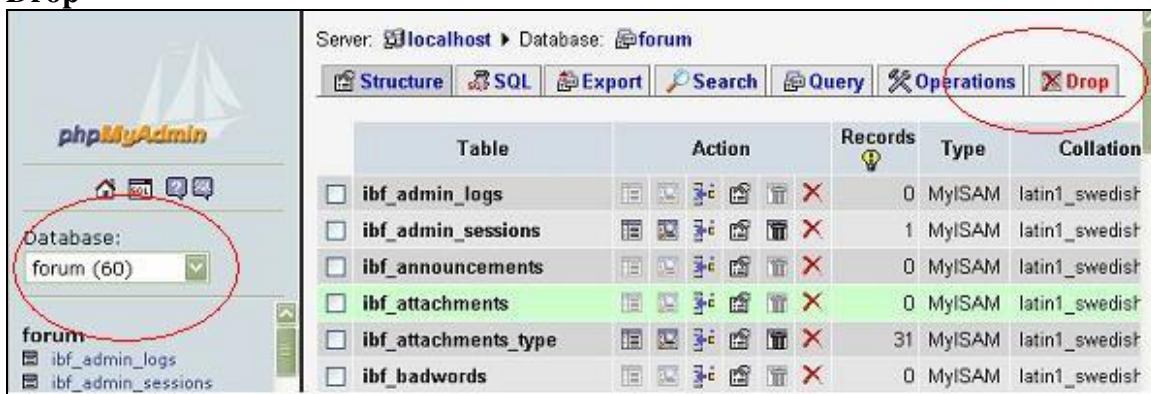 Drop
Server: localhost ▸ Database: forum
Structure SQL Export Search Query Operations Drop
phpMyAdmin
Database:
forum (60)
forum
ibf_admin_logs
ibf_admin_sessions
Table Action Records Type Collation
ibf_admin_logs 0 MyISAM latin1_swedish
ibf_admin_sessions 1 MyISAM latin1_swedish
ibf_announcements 0 MyISAM latin1_swedish
ibf_attachments 0 MyISAM latin1_swedish
ibf_attachments_type 31 MyISAM latin1_swedish
ibf_badwords 0 MyISAM latin1_swedish